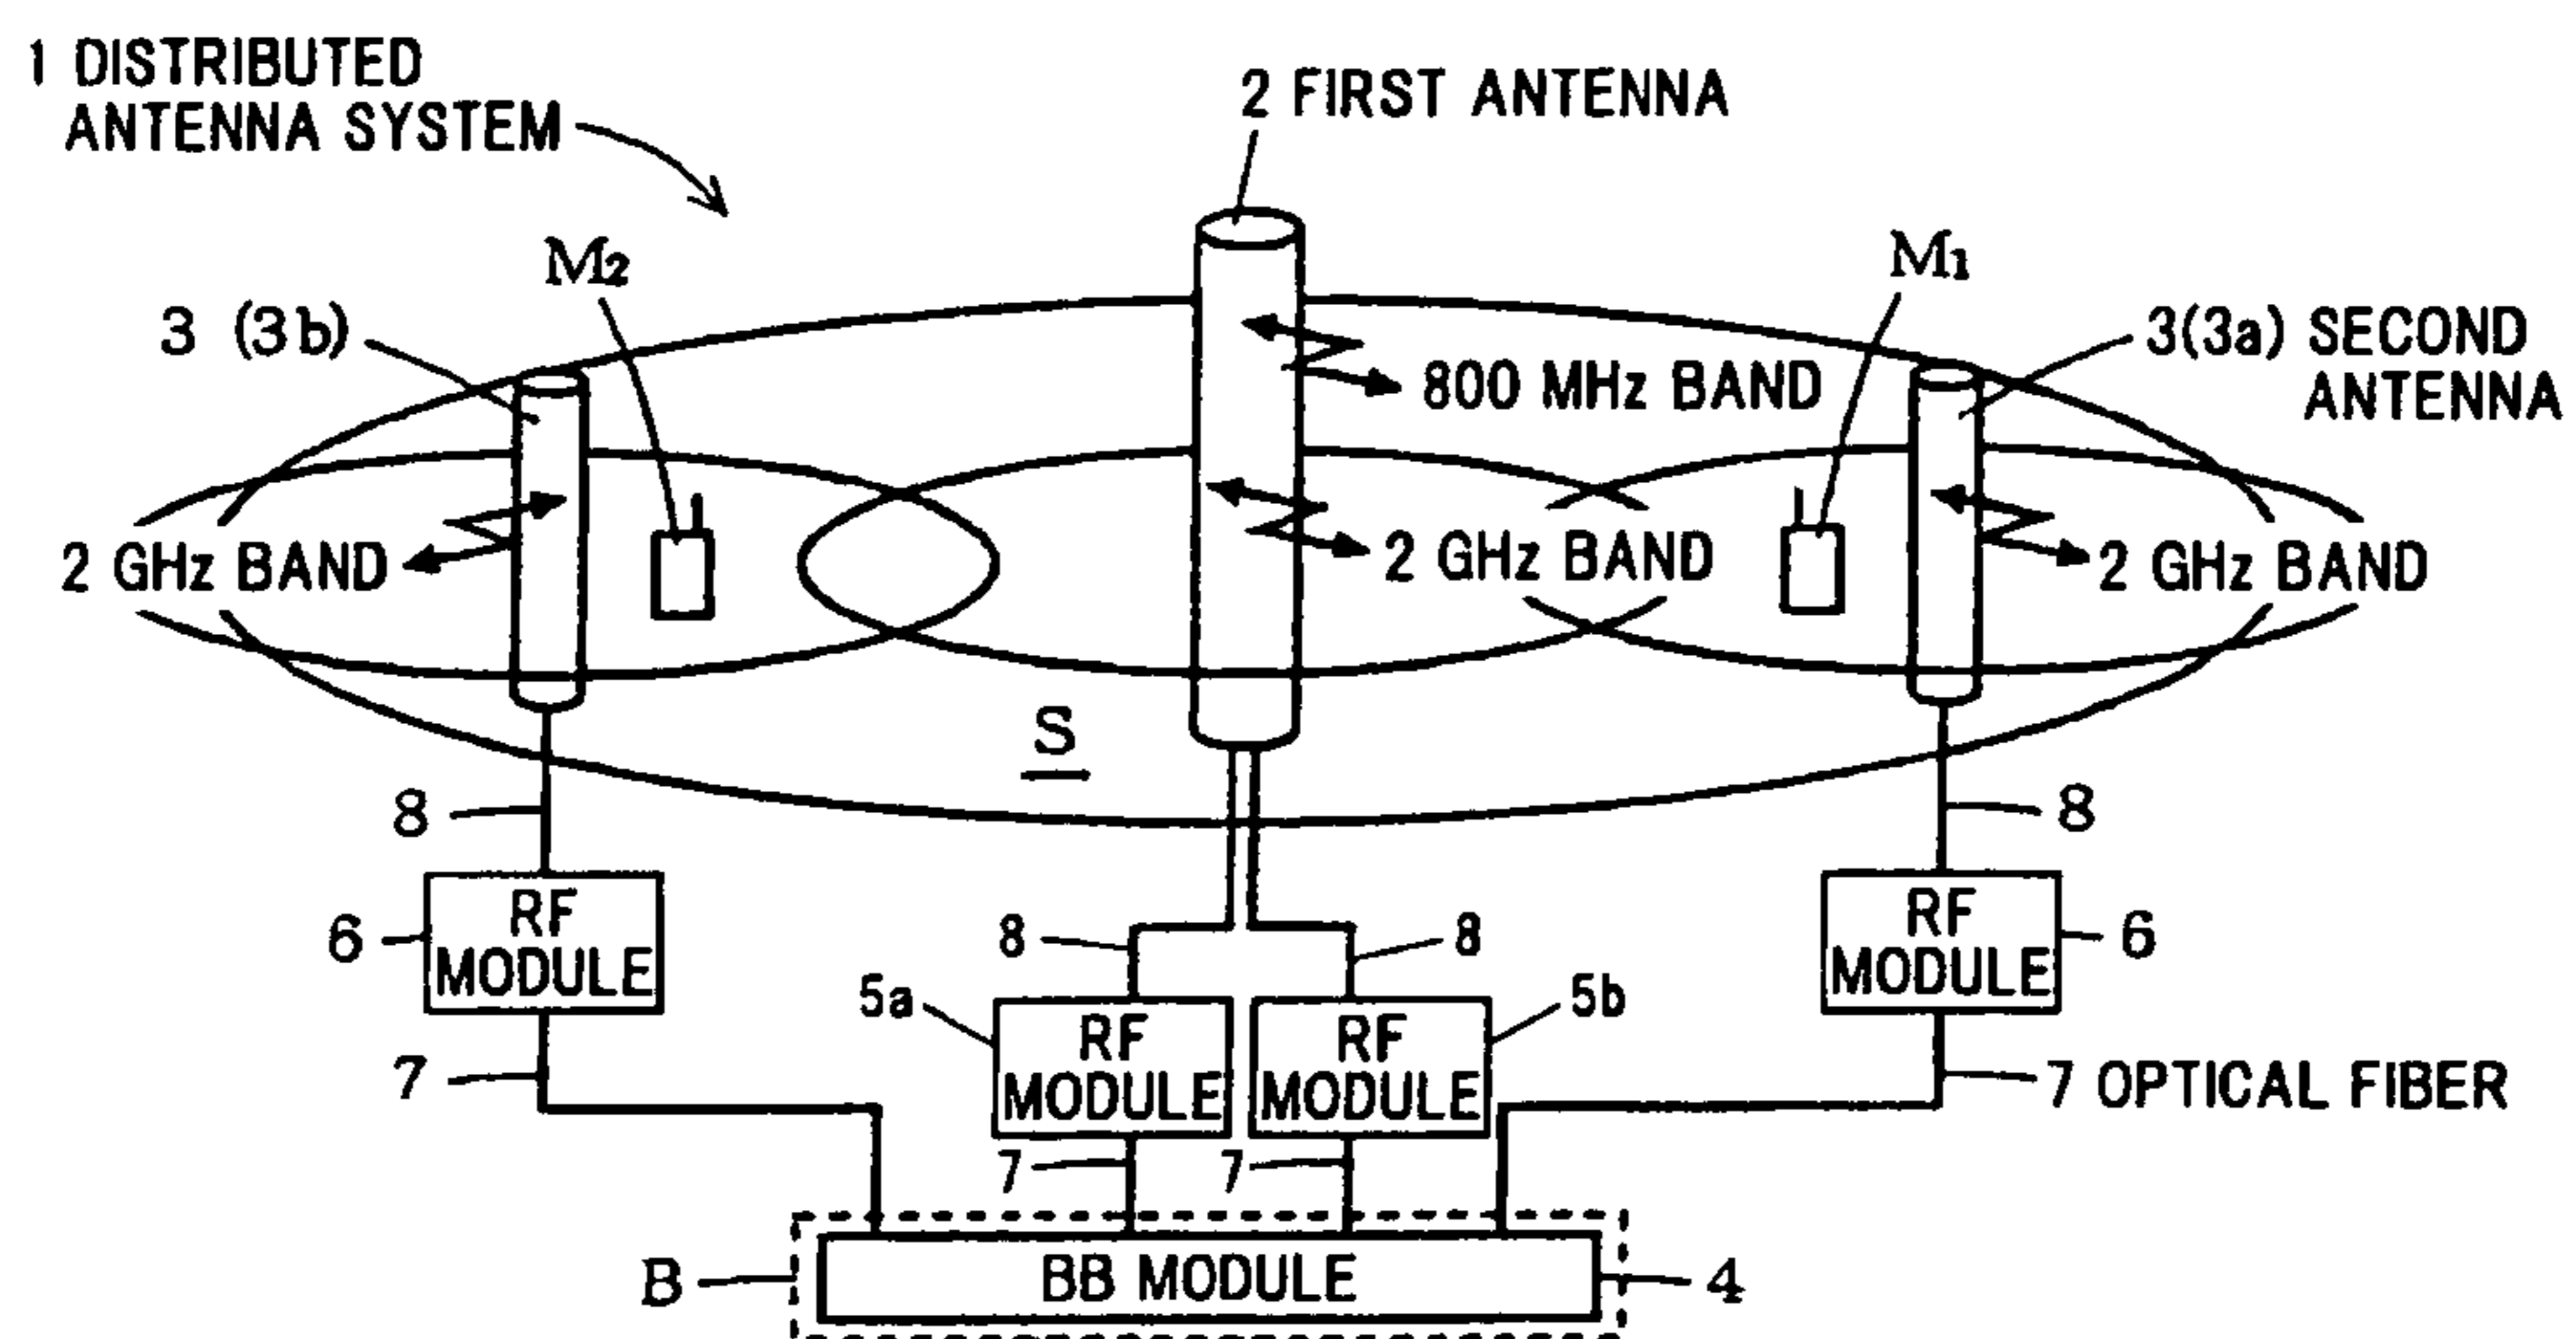 1 DISTRIBUTED
ANTENNA SYSTEM
2 FIRST ANTENNA
M2
M1
3 (3b)
3(3a) SECOND
ANTENNA
800 MHz BAND
2 GHz BAND
2 GHz BAND
2 GHz BAND
S
8
8
RF
MODULE
6
8
8
RF
MODULE
6
5a
5b
RF
MODULE
RF
MODULE
7
7 OPTICAL FIBER
7
7
B
BB MODULE
4